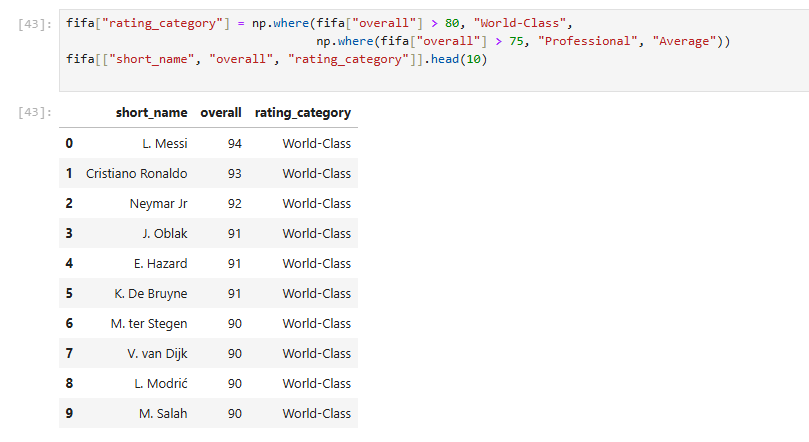 [43]: fifa["rating_category"] = np.where(fifa["overall"] > 80, "World-Class",
np.where(fifa["overall"] > 75, "Professional", "Average"))
fifa[["short_name", "overall", "rating_category"]].head(10)
[43]: short_name overall rating_category
0 L. Messi 94 World-Class
1 Cristiano Ronaldo 93 World-Class
2 Neymar Jr 92 World-Class
3 J. Oblak 91 World-Class
4 E. Hazard 91 World-Class
5 K. De Bruyne 91 World-Class
6 M. ter Stegen 90 World-Class
7 V. van Dijk 90 World-Class
8 L. Modrić 90 World-Class
9 M. Salah 90 World-Class